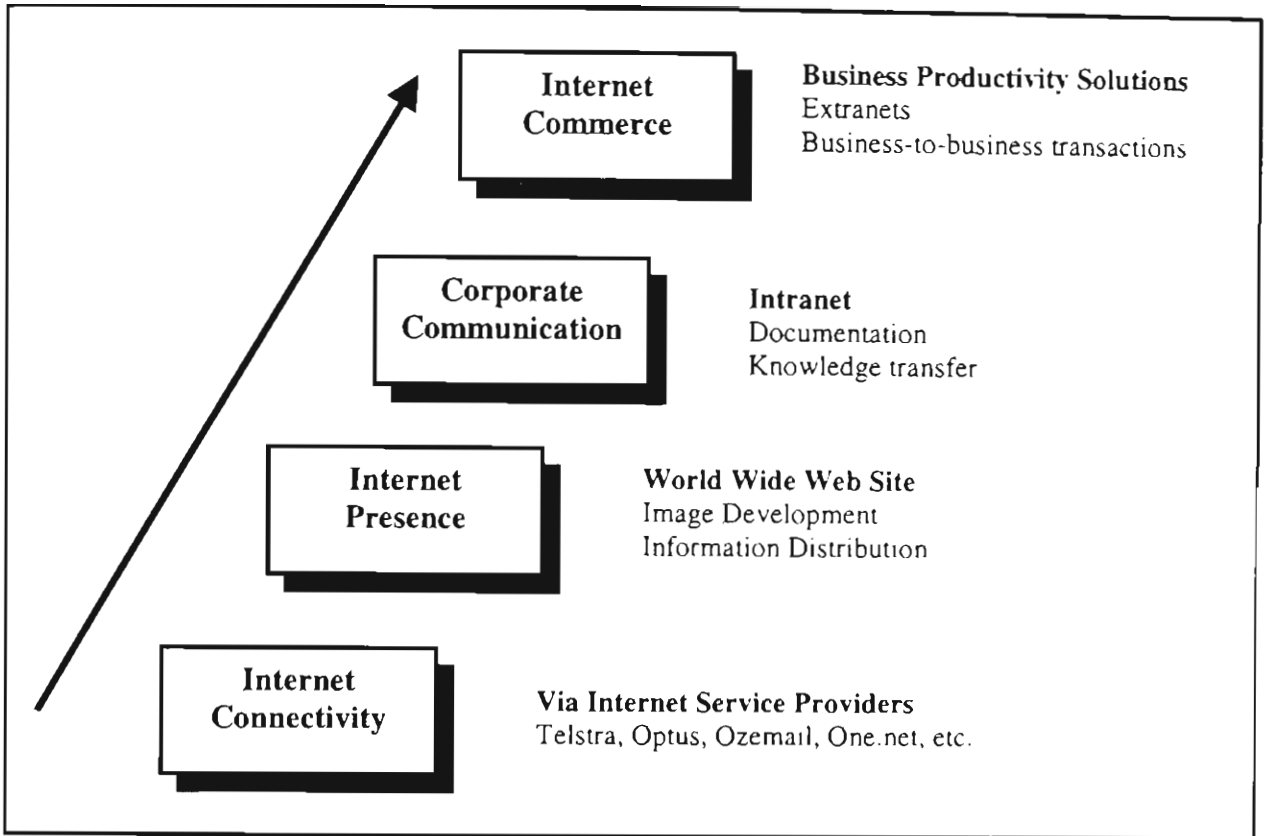 Internet
Commerce
Business Productivity Solutions
Extranets
Business-to-business transactions
Corporate
Communication
Intranet
Documentation
Knowledge transfer
Internet
Presence
World Wide Web Site
Image Development
Information Distribution
Internet
Connectivity
Via Internet Service Providers
Telstra, Optus, Ozemail, One.net, etc.